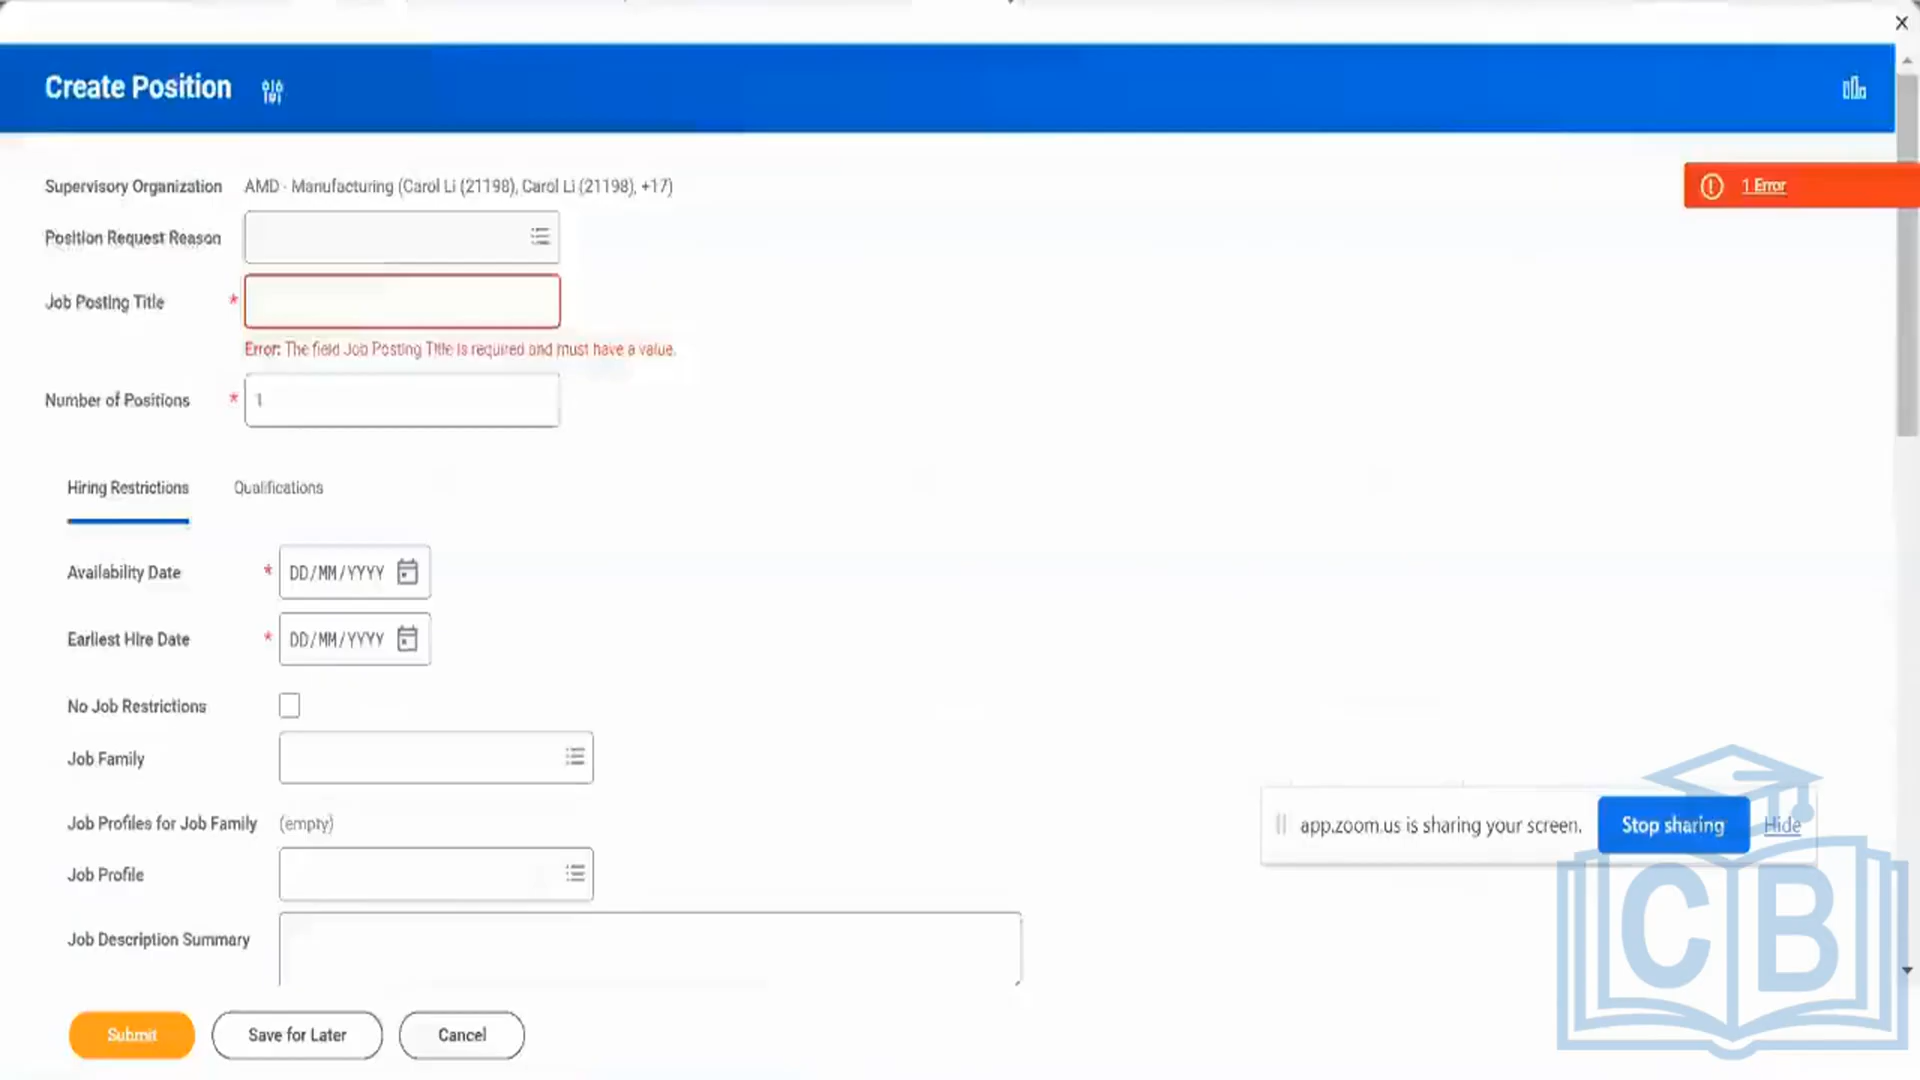 Create Position
Supervisory Organization AMD - Manufacturing (Carol Li (21198), Carol Li (21198), +17)
1 Error
Position Request Reason
Job Posting Title *
Error: The field Job Posting Title is required and must have a value.
Number of Positions * 1
Hiring Restrictions Qualifications
Availability Date * DD/MM/YYYY
Earliest Hire Date * DD/MM/YYYY
No Job Restrictions
Job Family
Job Profiles for Job Family (empty)
app.zoom.us is sharing your screen. Stop sharing Hide
Job Profile
Job Description Summary
CB
Submit Save for Later Cancel